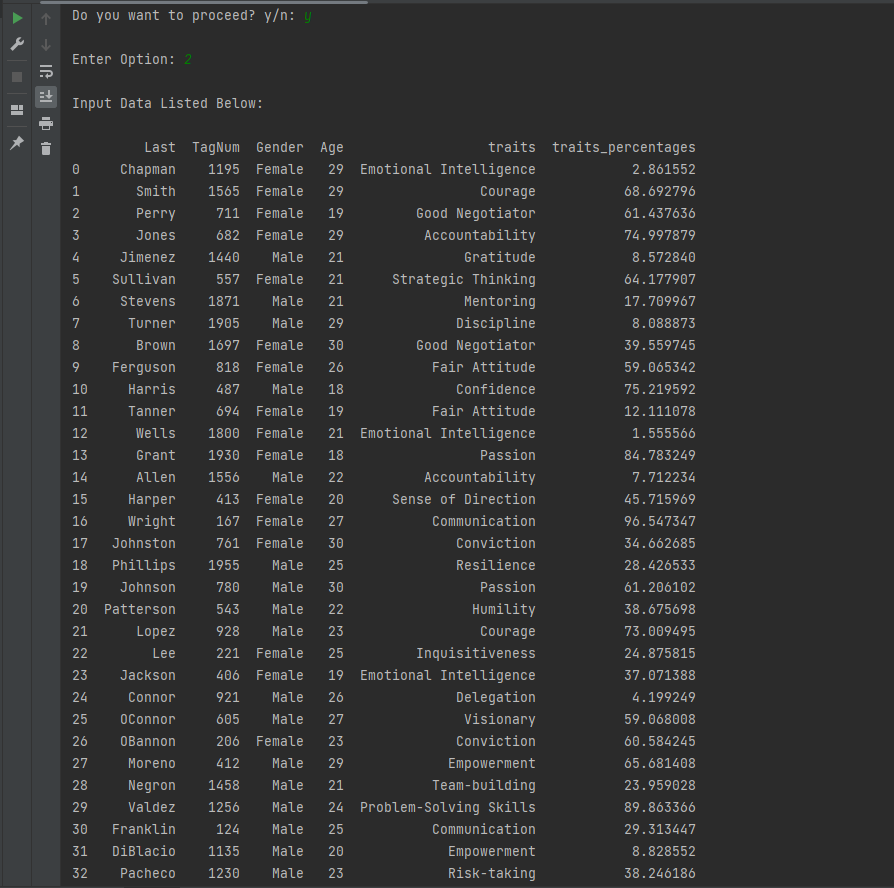 Do you want to proceed? y/n: y
Enter Option: 2
Input Data Listed Below:
Last TagNum Gender Age traits traits_percentages
0 Chapman 1195 Female 29 Emotional Intelligence 2.861552
1 Smith 1565 Female 29 Courage 68.692796
2 Perry 711 Female 19 Good Negotiator 61.437636
3 Jones 682 Female 29 Accountability 74.997879
4 Jimenez 1440 Male 21 Gratitude 8.572840
5 Sullivan 557 Female 21 Strategic Thinking 64.177907
6 Stevens 1871 Male 21 Mentoring 17.709967
7 Turner 1905 Male 29 Discipline 8.088873
8 Brown 1697 Female 30 Good Negotiator 39.559745
9 Ferguson 818 Female 26 Fair Attitude 59.065342
10 Harris 487 Male 18 Confidence 75.219592
11 Tanner 694 Female 19 Fair Attitude 12.111078
12 Wells 1800 Female 21 Emotional Intelligence 1.555566
13 Grant 1930 Female 18 Passion 84.783249
14 Allen 1556 Male 22 Accountability 7.712234
15 Harper 413 Female 20 Sense of Direction 45.715969
16 Wright 167 Female 27 Communication 96.547347
17 Johnston 761 Female 30 Conviction 34.662685
18 Phillips 1955 Male 25 Resilience 28.426533
19 Johnson 780 Male 30 Passion 61.206102
20 Patterson 543 Male 22 Humility 38.675698
21 Lopez 928 Male 23 Courage 73.009495
22 Lee 221 Female 25 Inquisitiveness 24.875815
23 Jackson 406 Female 19 Emotional Intelligence 37.071388
24 Connor 921 Male 26 Delegation 4.199249
25 OConnor 605 Male 27 Visionary 59.068008
26 OBannon 206 Female 23 Conviction 60.584245
27 Moreno 412 Male 29 Empowerment 65.681408
28 Negron 1458 Male 21 Team-building 23.959028
29 Valdez 1256 Male 24 Problem-Solving Skills 89.863366
30 Franklin 124 Male 25 Communication 29.313447
31 DiBlacio 1135 Male 20 Empowerment 8.828552
32 Pacheco 1230 Male 23 Risk-taking 38.246186